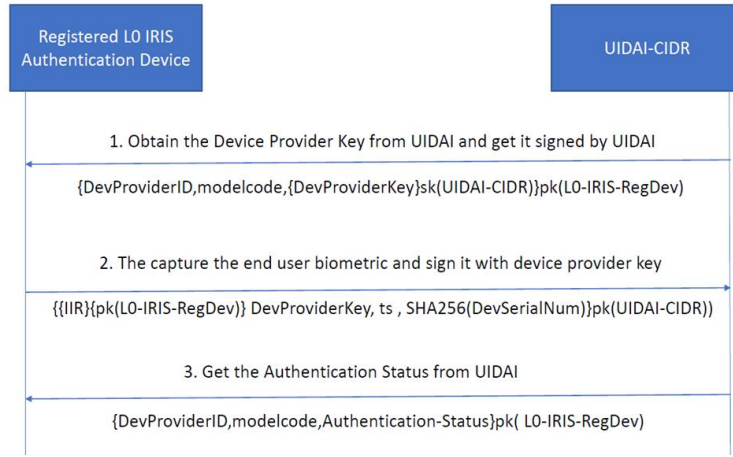 Registered L0 IRIS
Authentication Device
UIDAI-CIDR
1. Obtain the Device Provider Key from UIDAI and get it signed by UIDAI
{DevProviderID,modelcode,{DevProviderKey}sk(UIDAI-CIDR)}pk(L0-IRIS-RegDev)
2. The capture the end user biometric and sign it with device provider key
{{IIR}{pk(L0-IRIS-RegDev)} DevProviderKey, ts , SHA256(DevSerialNum)}pk(UIDAI-CIDR))
3. Get the Authentication Status from UIDAI
{DevProviderID,modelcode,Authentication-Status}pk( L0-IRIS-RegDev)